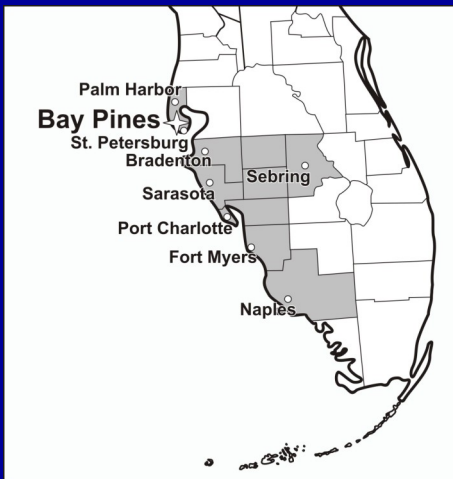 Palm Harbor
Bay Pines
St. Petersburg
Bradenton
Sebring
Sarasota
Port Charlotte
Fort Myers
Naples